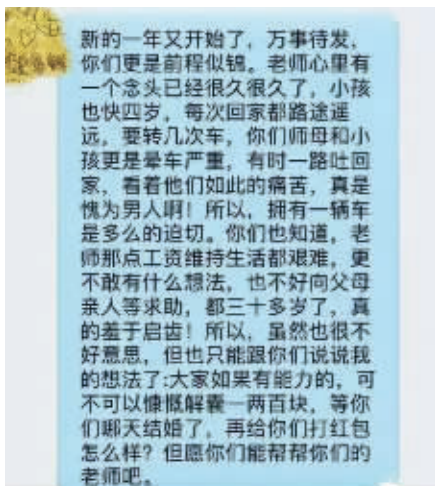 新的一年又开始了，万事待发，
你们更是前程似锦。老师心里有
一个念头已经很久很久了，小孩
也快四岁，每次回家都路途遥
远，要转几次车，你们师母和小
孩更是晕车严重，有时一路吐回
家，看着他们如此的痛苦，真是
愧为男人啊！所以，拥有一辆车
是多么的迫切。你们也知道，老
师那点工资维持生活都艰难，更
不敢有什么想法，也不好向父母
亲人等求助，都三十多岁了，真
的羞于启齿！所以，虽然也很不
好意思，但也只能跟你们说说我
的想法了:大家如果有能力的，可
不可以慷慨解囊一两百块，等你
们哪天结婚了，再给你们打红包
怎么样？但愿你们能帮帮你们的
老师吧。